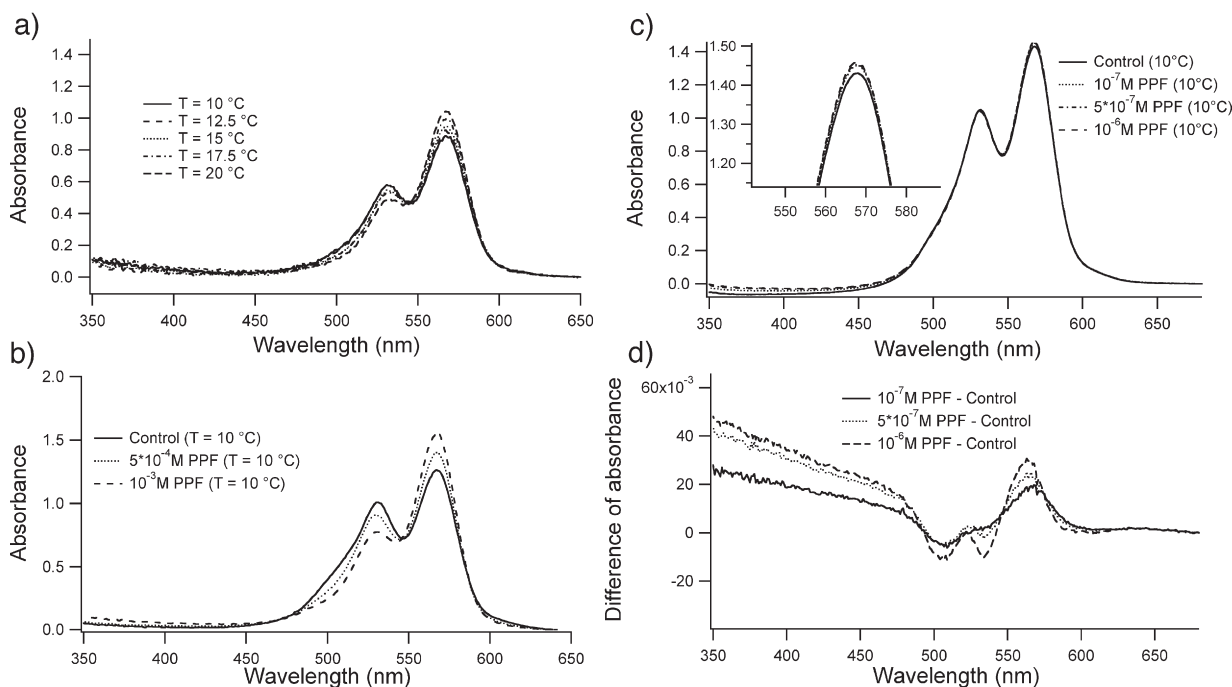 a)
1.4
1.2
1.0
0.8
0.6
0.4
0.2
0.0
Absorbance
T = 10 °C
T = 12.5 °C
T = 15 °C
T = 17.5 °C
T = 20 °C
350 400 450 500 550 600 650
Wavelength (nm)
b)
2.0
1.5
1.0
0.5
0.0
Absorbance
Control (T = 10 °C)
5*10⁻⁴M PPF (T = 10 °C)
10⁻³M PPF (T = 10 °C)
350 400 450 500 550 600 650
Wavelength (nm)
c)
1.4
1.2
1.0
0.8
0.6
0.4
0.2
0.0
Absorbance
1.50
1.40
1.30
1.20
550 560 570 580
Control (10°C)
10⁻⁷M PPF (10°C)
5*10⁻⁷M PPF (10°C)
10⁻⁶M PPF (10°C)
350 400 450 500 550 600 650
Wavelength (nm)
d)
60x10⁻³
40
20
0
-20
Difference of absorbance
10⁻⁷M PPF - Control
5*10⁻⁷M PPF - Control
10⁻⁶M PPF - Control
350 400 450 500 550 600 650
Wavelength (nm)